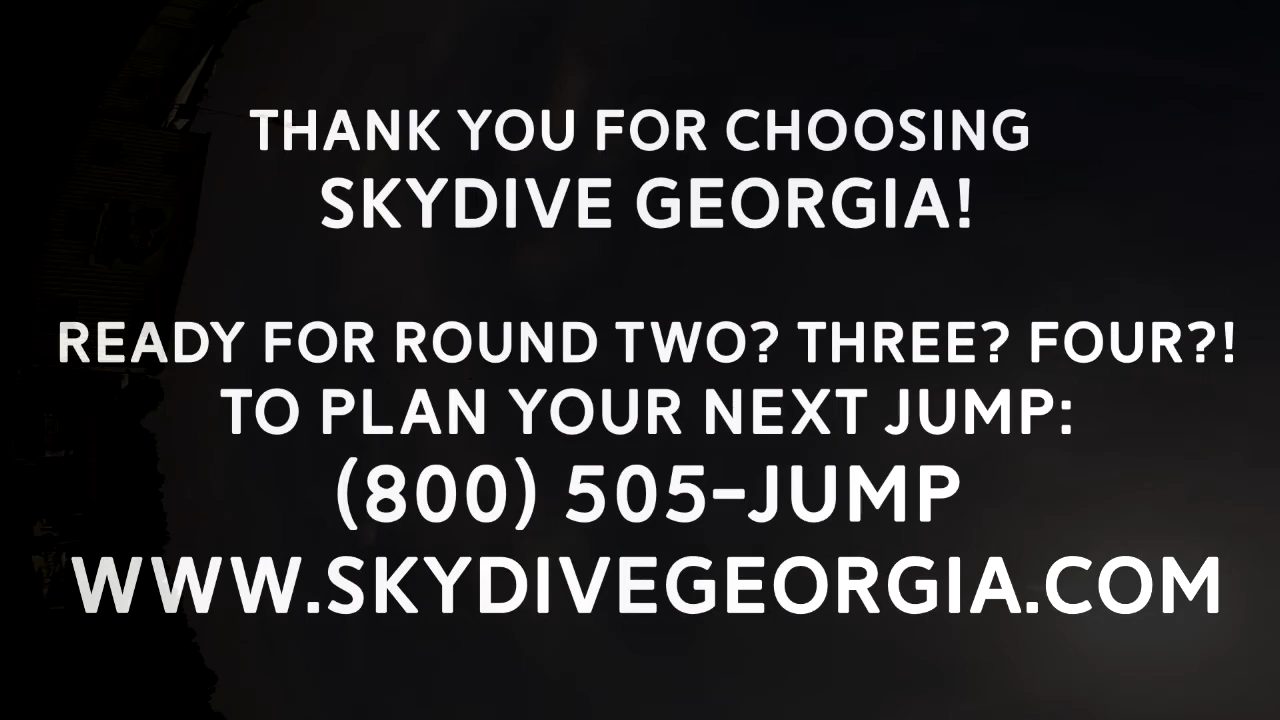 THANK YOU FOR CHOOSING
SKYDIVE GEORGIA!
READY FOR ROUND TWO? THREE? FOUR?!
TO PLAN YOUR NEXT JUMP:
(800) 505-JUMP
WWW.SKYDIVEGEORGIA.COM